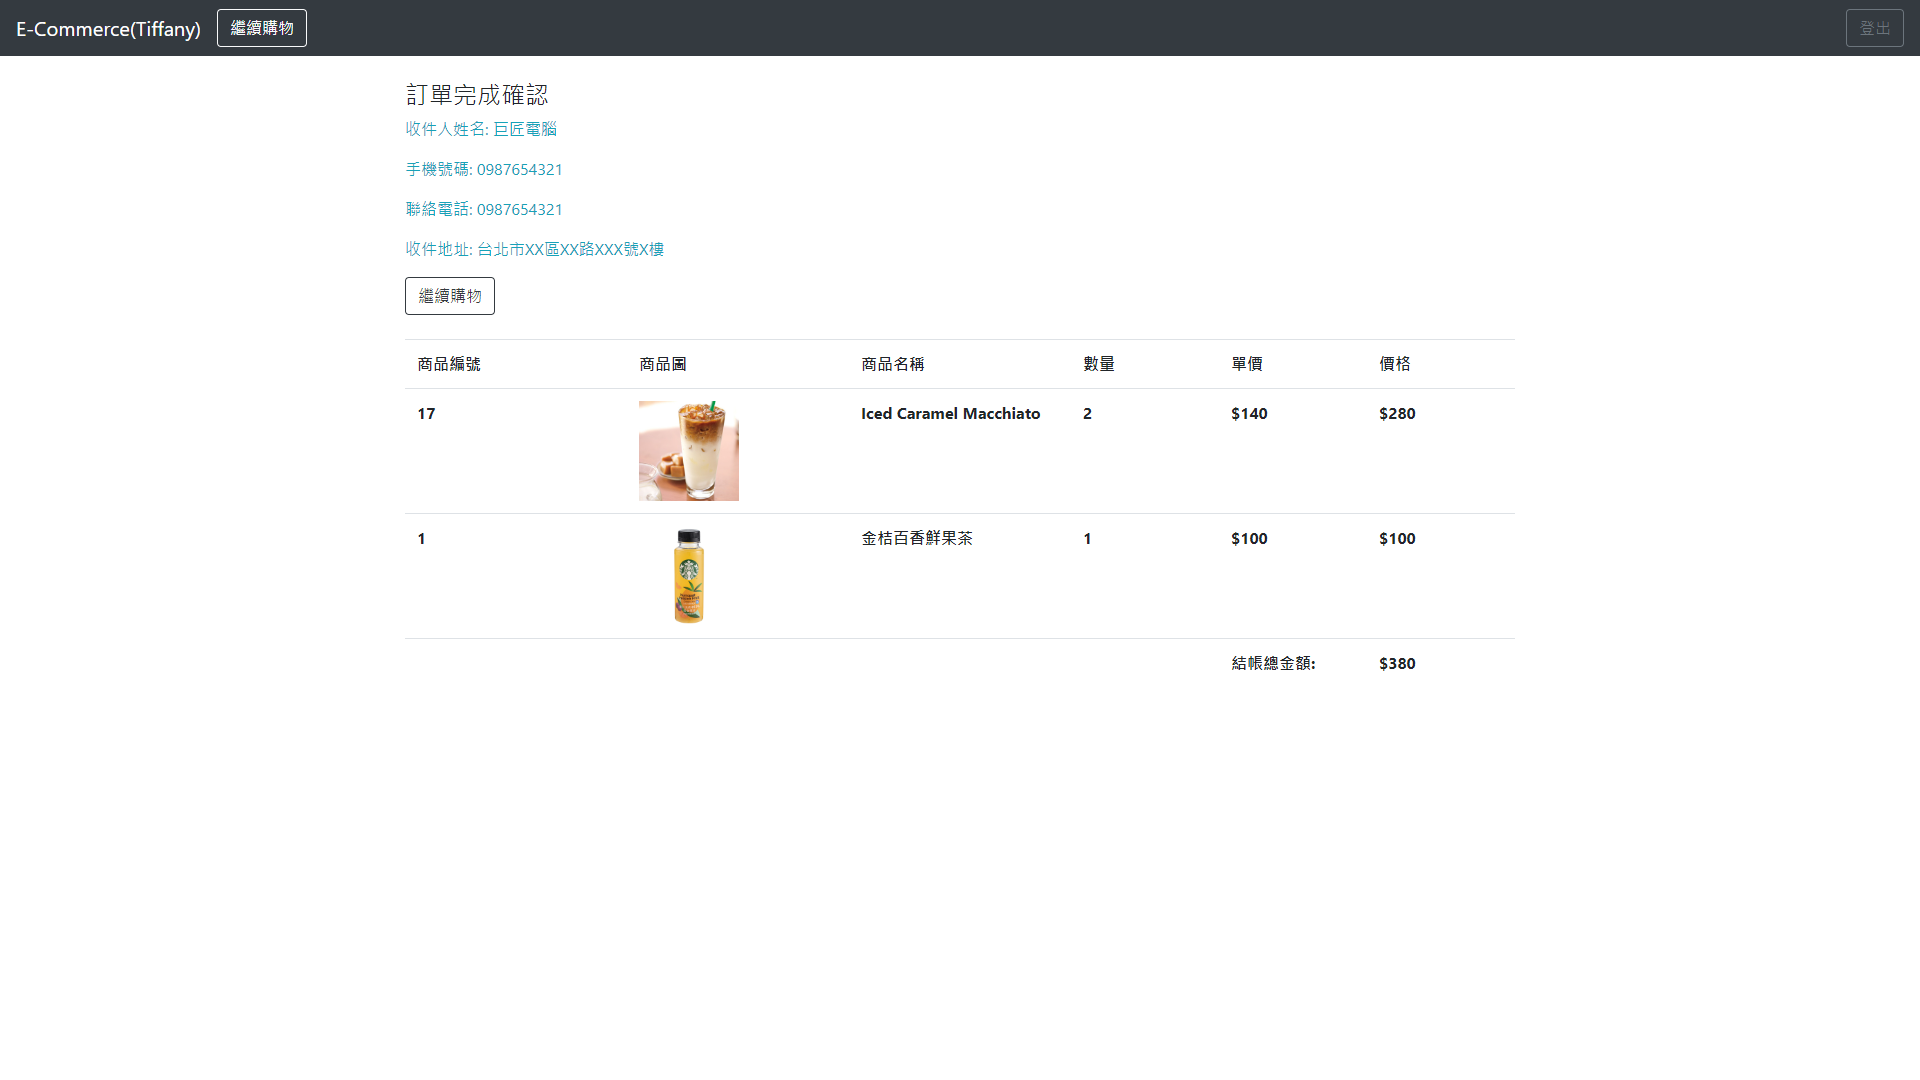 E-Commerce(Tiffany) 繼續購物 登出
訂單完成確認
收件人姓名: 巨匠電腦
手機號碼: 0987654321
聯絡電話: 0987654321
收件地址: 台北市XX區XX路XXX號X樓
繼續購物
商品編號 商品圖 商品名稱 數量 單價 價格
17 Iced Caramel Macchiato 2 $140 $280
1 金桔百香鮮果茶 1 $100 $100
結帳總金額: $380